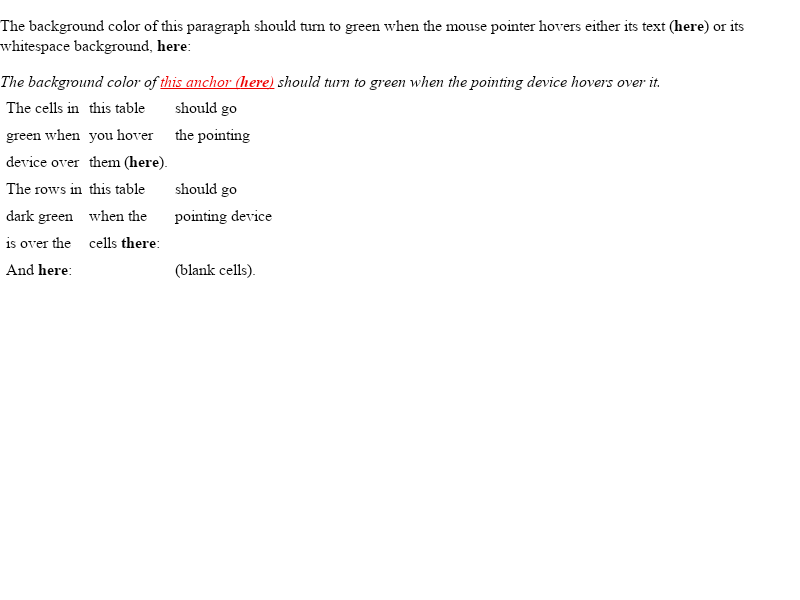 The background color of this paragraph should turn to green when the mouse pointer hovers either its text (here) or its
whitespace background, here:
The background color of this anchor (here) should turn to green when the pointing device hovers over it.
The cells in this table should go
green when you hover the pointing
device over them (here).
The rows in this table should go
dark green when the pointing device
is over the cells there:
And here: (blank cells).